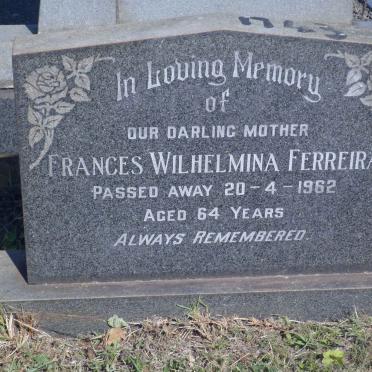 In Loving Memory
of
OUR DARLING MOTHER
FRANCES WILHELMINA FERREIRA
PASSED AWAY 20-4-1962
AGED 64 YEARS
ALWAYS REMEMBERED.